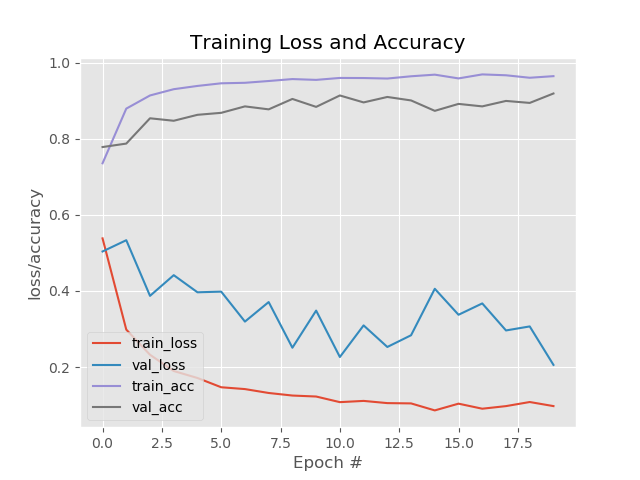 Training Loss and Accuracy
1.0
0.8
0.6
0.4
0.2
loss/accuracy
train_loss
val_loss
train_acc
val_acc
0.0 2.5 5.0 7.5 10.0 12.5 15.0 17.5
Epoch #